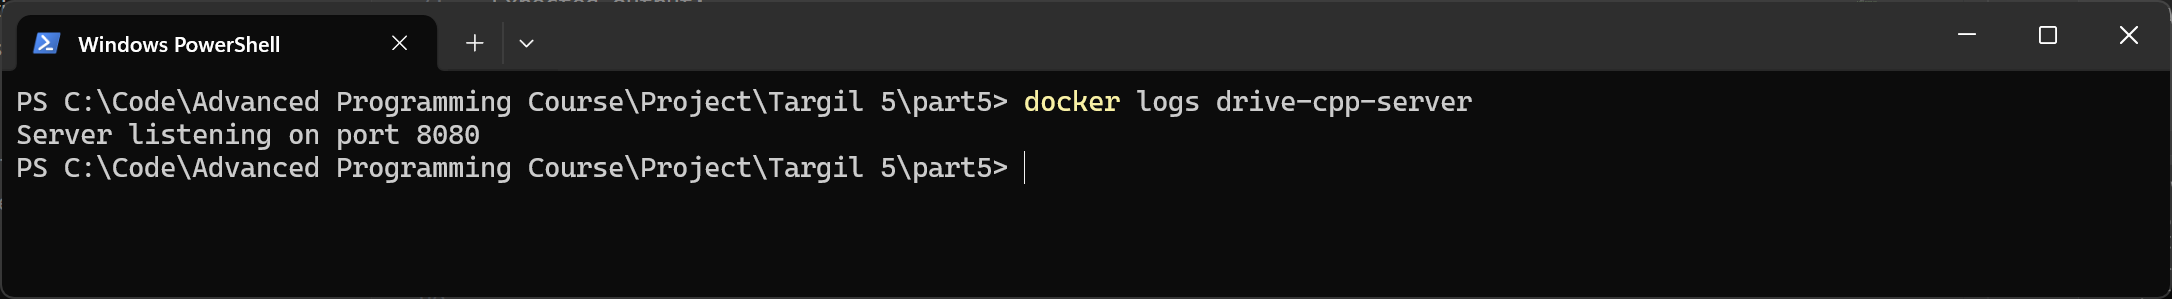 Windows PowerShell
PS C:\Code\Advanced Programming Course\Project\Targil 5\part5> docker logs drive-cpp-server
Server listening on port 8080
PS C:\Code\Advanced Programming Course\Project\Targil 5\part5>